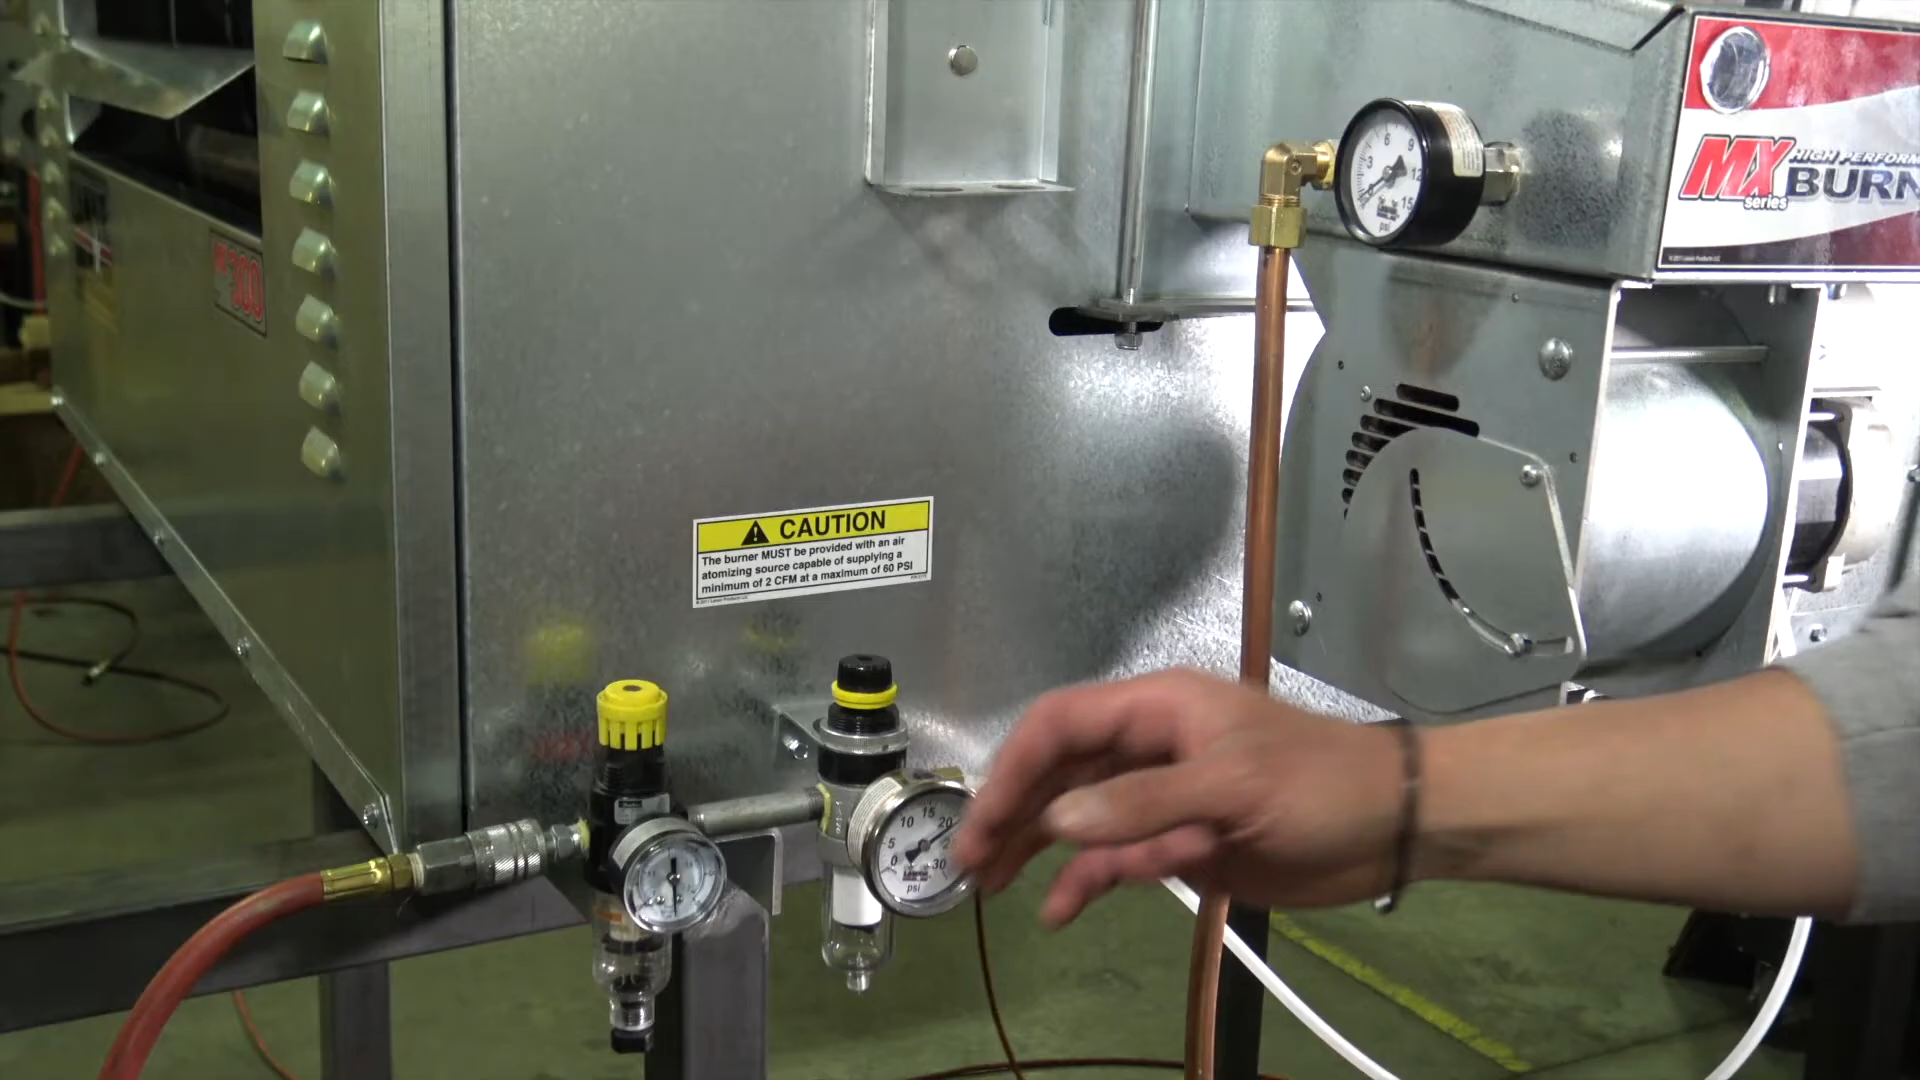 MX HIGH PERFORM
series BURN
3 6 9 12 15
psi
300
CAUTION
The burner MUST be provided with an air
atomizing source capable of supplying a
minimum of 2 CFM at a maximum of 60 PSI
0 5 10 15 20 30
psi